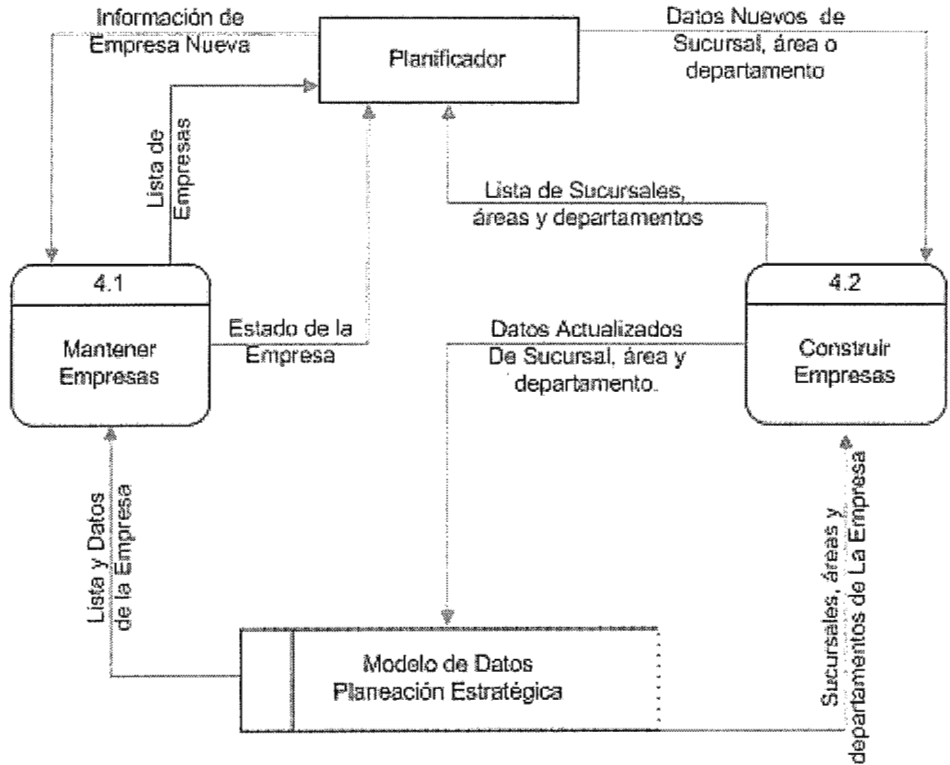 Información de
Empresa Nueva
Planificador
Datos Nuevos de
Sucursal, área o
departamento
Lista de
Empresas
Lista de Sucursales,
áreas y departamentos
4.1
Mantener
Empresas
Estado de la
Empresa
Datos Actualizados
De Sucursal, área y
departamento.
4.2
Construir
Empresas
Lista y Datos
de la Empresa
Sucursales, áreas y
departamentos de La Empresa
Modelo de Datos
Planeación Estratégica